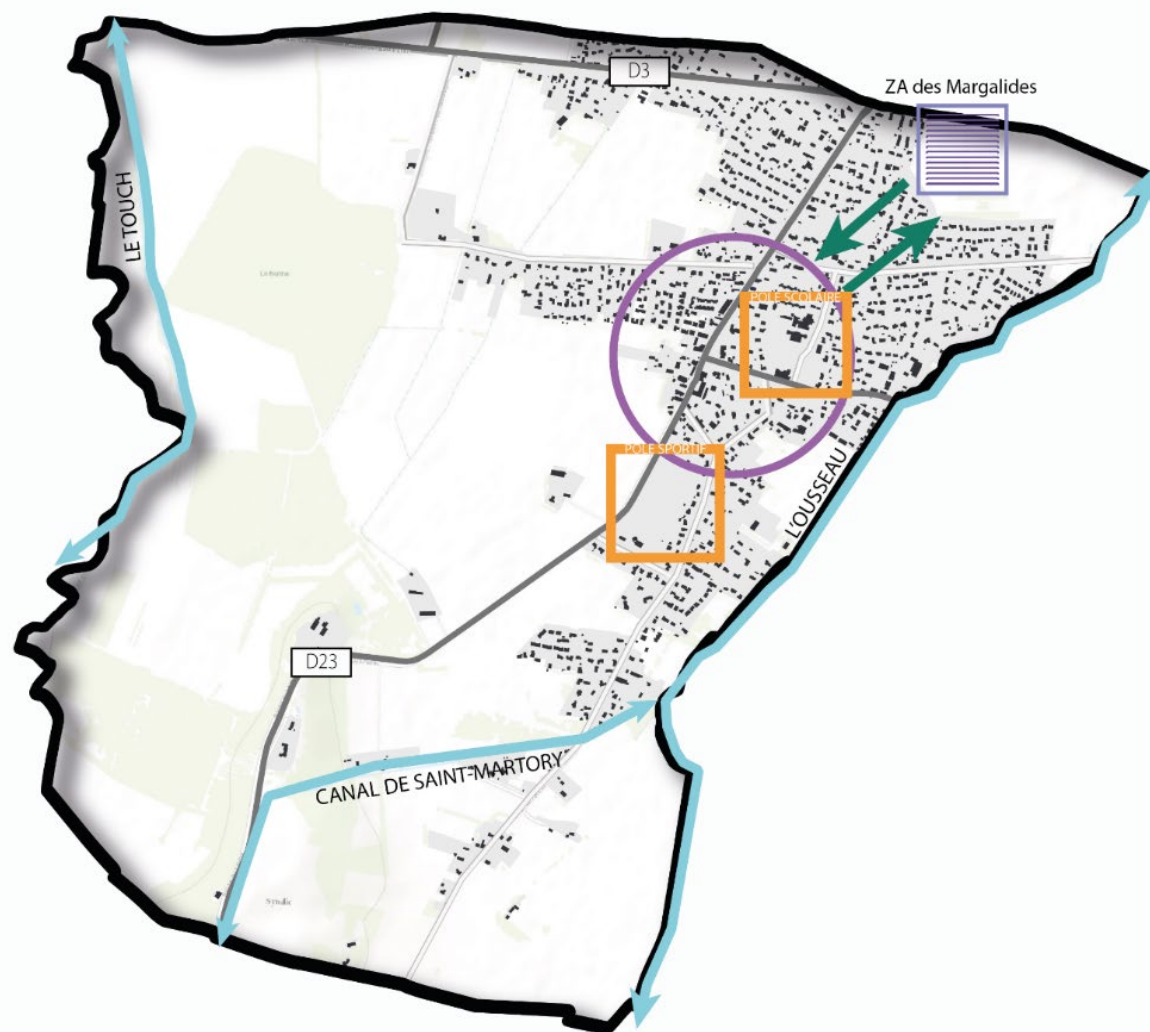 D3
ZA des Margalides
LE TOUCH
POLE SCOLAIRE
POLE SPORTIF
L'OUSSEAU
D23
CANAL DE SAINT-MARTORY